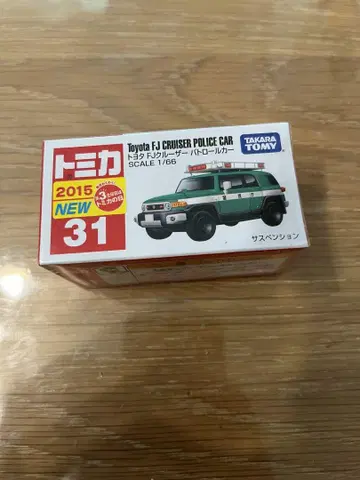 トミカ
2015
NEW
31
Toyota FJ CRUISER POLICE CAR
トヨタ FJクルーザー パトロールカー
SCALE 1/66
TAKARA
TOMY
サスペンション